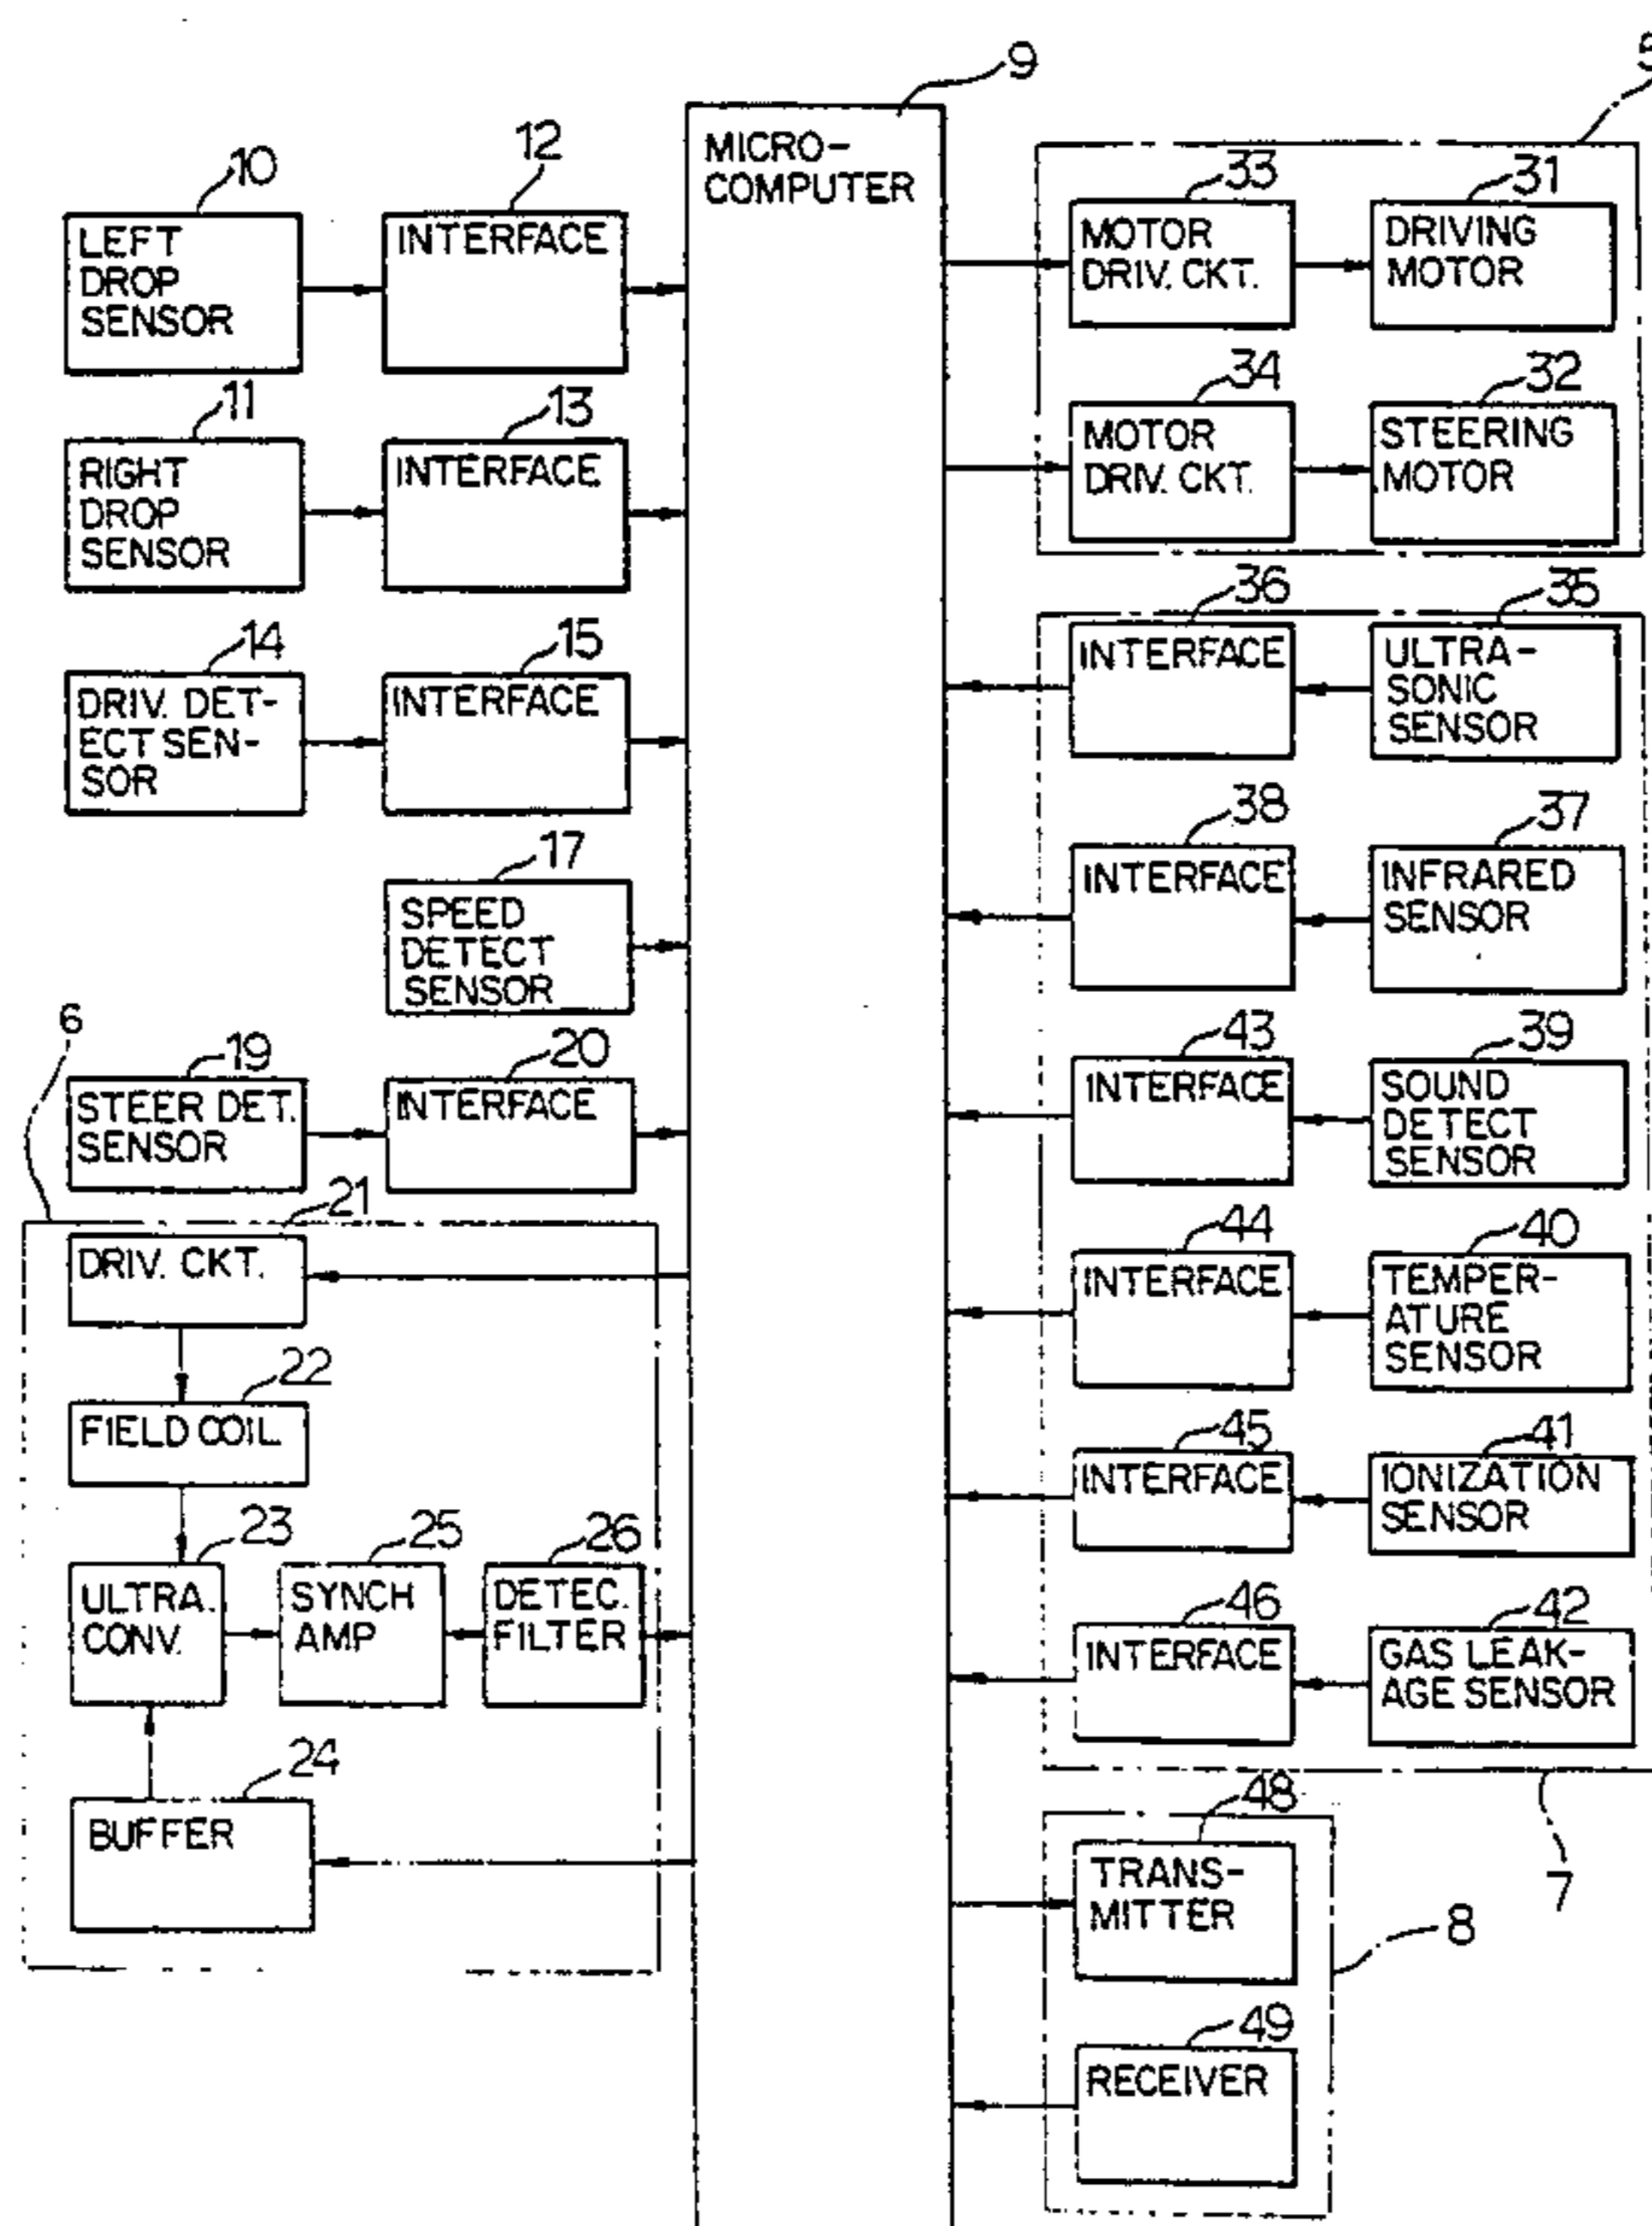 9
5
MICRO-
COMPUTER
10
LEFT
DROP
SENSOR
12
INTERFACE
11
RIGHT
DROP
SENSOR
13
INTERFACE
14
DRIV. DET-
ECT SEN-
SOR
15
INTERFACE
17
SPEED
DETECT
SENSOR
6
19
STEER DET.
SENSOR
20
INTERFACE
21
DRIV. CKT.
22
FIELD COIL
23
ULTRA.
CONV.
25
SYNCH
AMP
26
DETEC.
FILTER
24
BUFFER
33
MOTOR
DRIV. CKT.
31
DRIVING
MOTOR
34
MOTOR
DRIV. CKT.
32
STEERING
MOTOR
36
INTERFACE
35
ULTRA-
SONIC
SENSOR
38
INTERFACE
37
INFRARED
SENSOR
43
INTERFACE
39
SOUND
DETECT
SENSOR
44
INTERFACE
40
TEMPER-
ATURE
SENSOR
45
INTERFACE
41
IONIZATION
SENSOR
46
INTERFACE
42
GAS LEAK-
AGE SENSOR
7
48
TRANS-
MITTER
8
49
RECEIVER